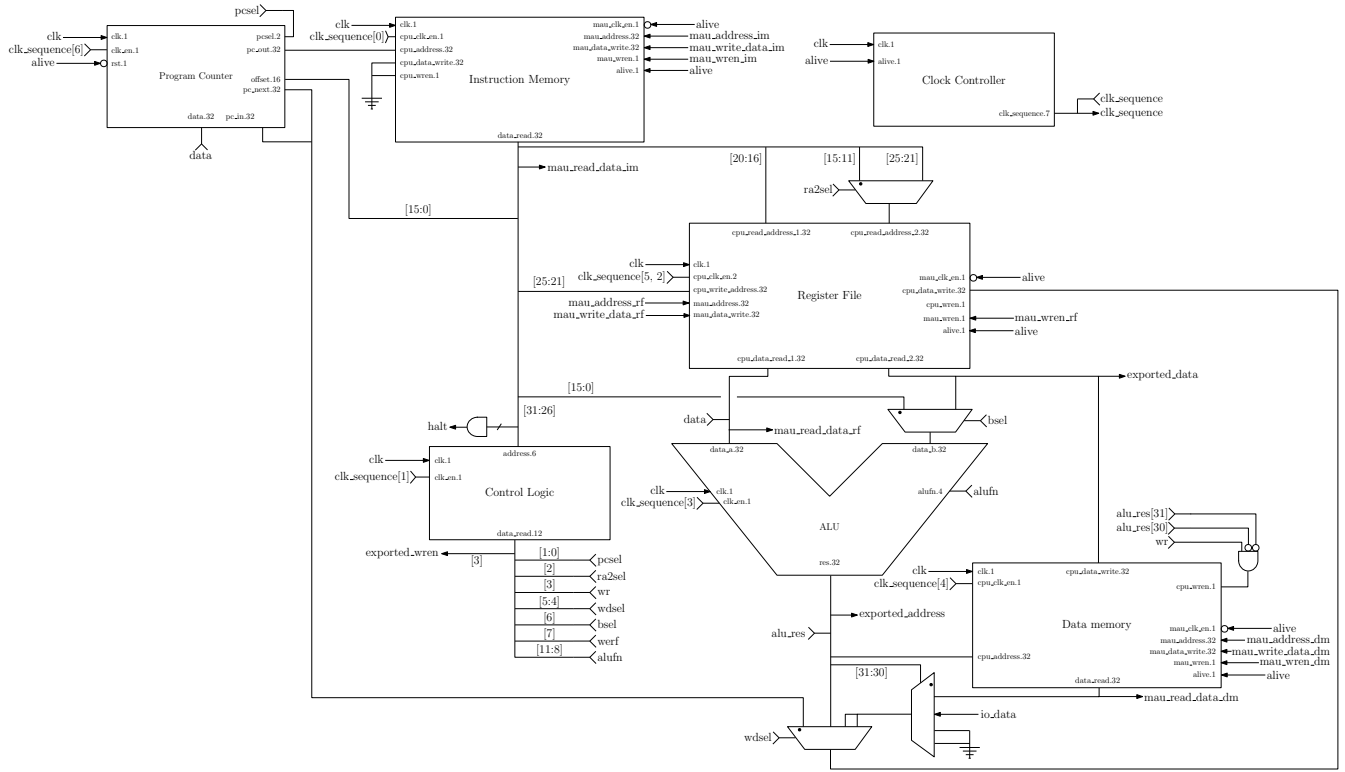 pcsel
clk
clk_sequence[6]
alive
clk.1
clk_en.1
rst.1
Program Counter
pcsel.2
pc_out.32
offset.16
pc_next.32
data.32
pc_in.32
data
clk
clk_sequence[0]
clk.1
cpu_clk_en.1
cpu_address.32
cpu_data_write.32
cpu_wren.1
Instruction Memory
mau_clk_en.1
mau_address.32
mau_data_write.32
mau_wren.1
alive.1
data_read.32
alive
mau_address_im
mau_write_data_im
mau_wren_im
alive
clk
alive
clk.1
alive.1
Clock Controller
clk_sequence.7
clk_sequence
clk_sequence
mau_read_data_im
[20:16]
[15:11]
[25:21]
ra2sel
[15:0]
cpu_read_address_1.32
cpu_read_address_2.32
clk
clk_sequence[5, 2]
[25:21]
mau_address_rf
mau_write_data_rf
clk.1
cpu_clk_en.2
cpu_write_address.32
mau_address.32
mau_data_write.32
Register File
mau_clk_en.1
cpu_data_write.32
cpu_wren.1
mau_wren.1
alive.1
alive
mau_wren_rf
alive
cpu_data_read_1.32
cpu_data_read_2.32
exported_data
[15:0]
[31:26]
halt
data
mau_read_data_rf
bsel
clk
clk_sequence[1]
address.6
clk.1
clk_en.1
Control Logic
data_read.12
data_a.32
data_b.32
clk
clk_sequence[3]
clk.1
clk_en.1
alufn.4
alufn
ALU
res.32
exported_wren
[3]
[1:0]
pcsel
[2]
ra2sel
[3]
wr
[5:4]
wdsel
[6]
bsel
[7]
werf
[11:8]
alufn
alu_res[31]
alu_res[30]
wr
clk
clk_sequence[4]
clk.1
cpu_clk_en.1
cpu_data_write.32
cpu_wren.1
Data memory
mau_clk_en.1
mau_address.32
mau_data_write.32
mau_wren.1
alive.1
cpu_address.32
data_read.32
alive
mau_address_dm
mau_write_data_dm
mau_wren_dm
alive
exported_address
alu_res
[31:30]
mau_read_data_dm
io_data
wdsel